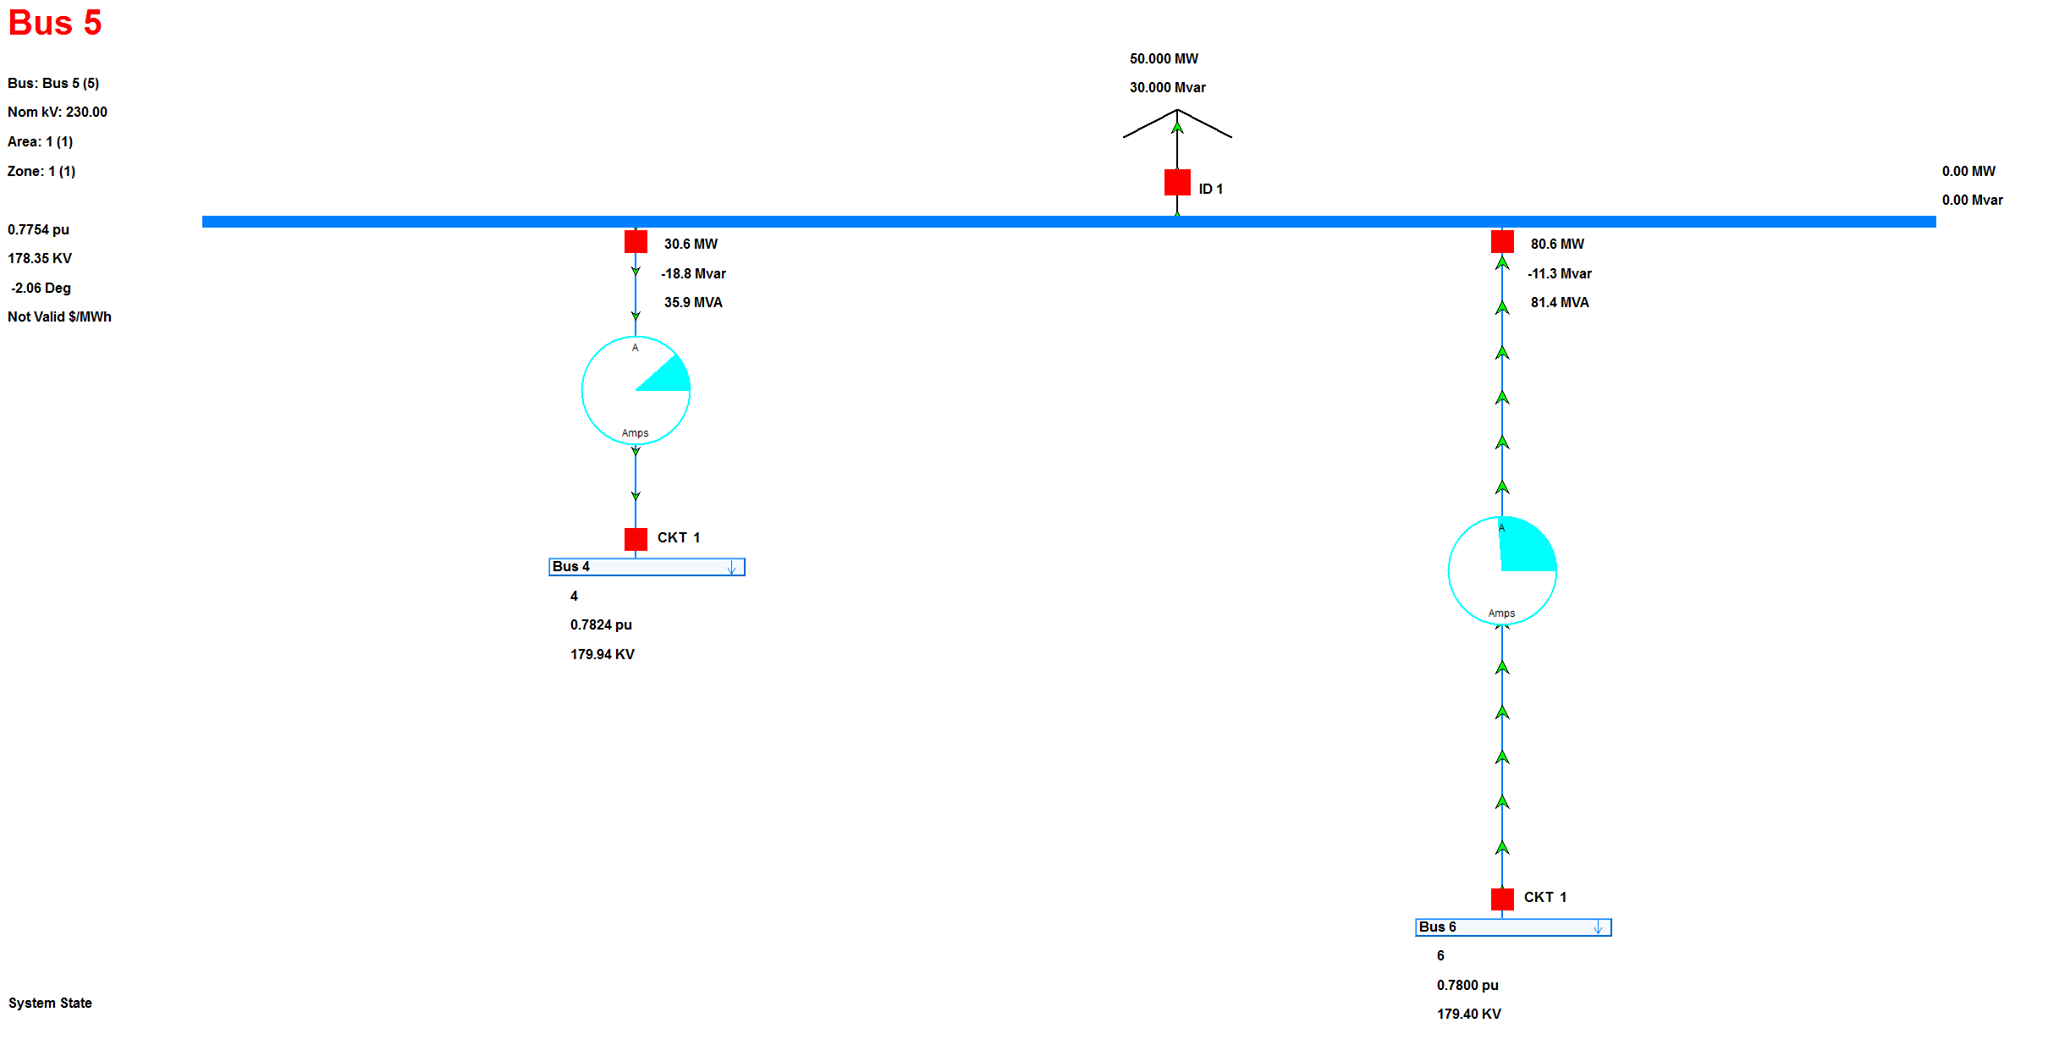 Bus 5
Bus: Bus 5 (5)
Nom kV: 230.00
Area: 1 (1)
Zone: 1 (1)
0.7754 pu
178.35 KV
-2.06 Deg
Not Valid $/MWh
50.000 MW
30.000 Mvar
ID 1
0.00 MW
0.00 Mvar
30.6 MW
-18.8 Mvar
35.9 MVA
A
Amps
CKT 1
Bus 4
4
0.7824 pu
179.94 KV
80.6 MW
-11.3 Mvar
81.4 MVA
A
Amps
CKT 1
Bus 6
6
0.7800 pu
179.40 KV
System State